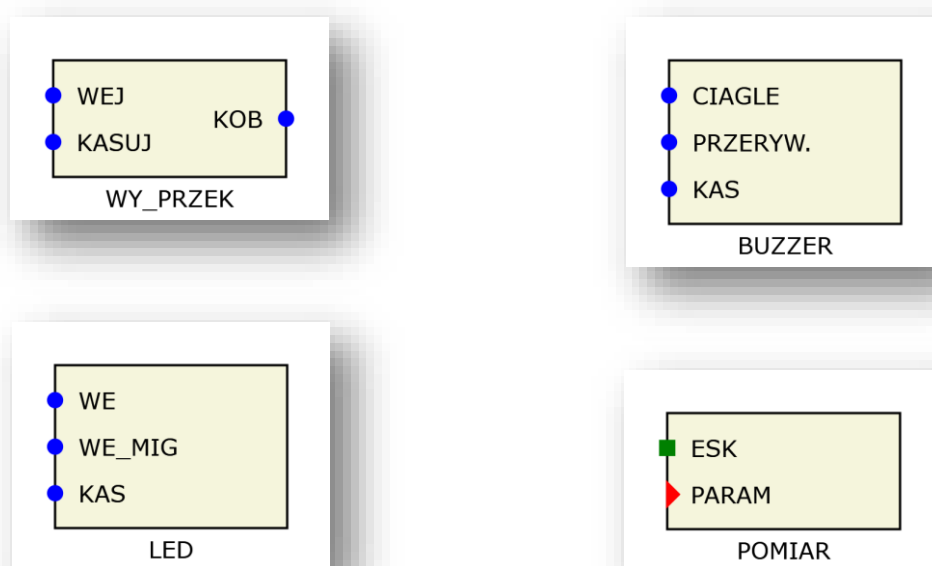 WEJ
KOB
KASUJ
WY_PRZEK
CIAGLE
PRZERYW.
KAS
BUZZER
WE
WE_MIG
KAS
LED
ESK
PARAM
POMIAR